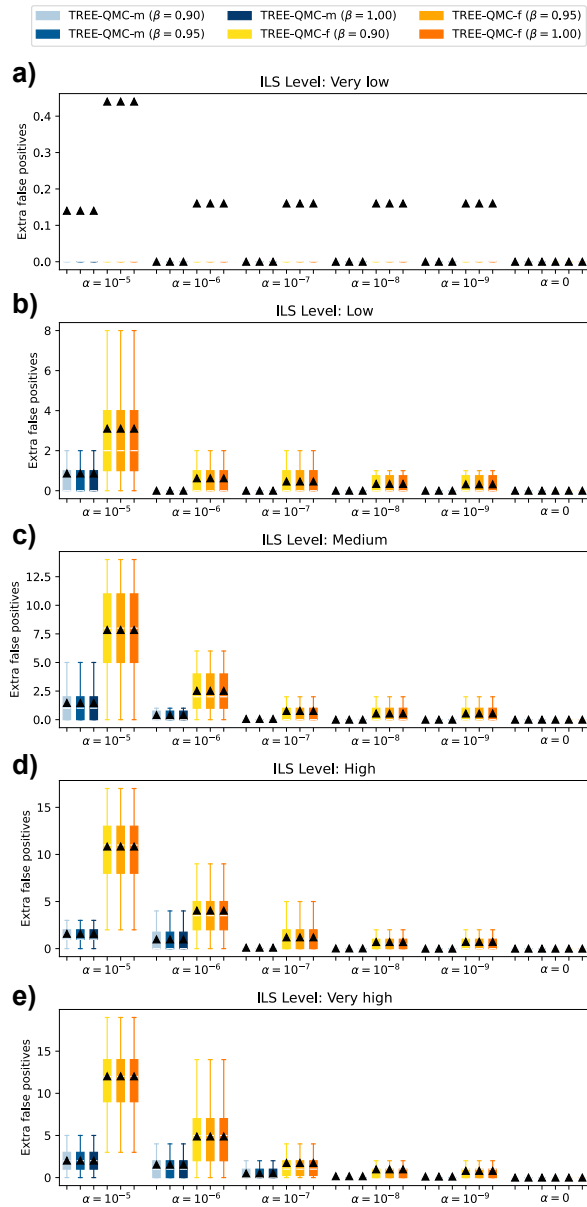 TREE-QMC-m (β = 0.90) TREE-QMC-m (β = 1.00) TREE-QMC-f (β = 0.95)
TREE-QMC-m (β = 0.95) TREE-QMC-f (β = 0.90) TREE-QMC-f (β = 1.00)
a)
ILS Level: Very low
Extra false positives
0.4
0.2
0.0
α = 10⁻⁵ α = 10⁻⁶ α = 10⁻⁷ α = 10⁻⁸ α = 10⁻⁹ α = 0
b)
ILS Level: Low
Extra false positives
8
6
4
2
0
α = 10⁻⁵ α = 10⁻⁶ α = 10⁻⁷ α = 10⁻⁸ α = 10⁻⁹ α = 0
c)
ILS Level: Medium
Extra false positives
12.5
10.0
7.5
5.0
2.5
0.0
α = 10⁻⁵ α = 10⁻⁶ α = 10⁻⁷ α = 10⁻⁸ α = 10⁻⁹ α = 0
d)
ILS Level: High
Extra false positives
15
10
5
0
α = 10⁻⁵ α = 10⁻⁶ α = 10⁻⁷ α = 10⁻⁸ α = 10⁻⁹ α = 0
e)
ILS Level: Very high
Extra false positives
15
10
5
0
α = 10⁻⁵ α = 10⁻⁶ α = 10⁻⁷ α = 10⁻⁸ α = 10⁻⁹ α = 0